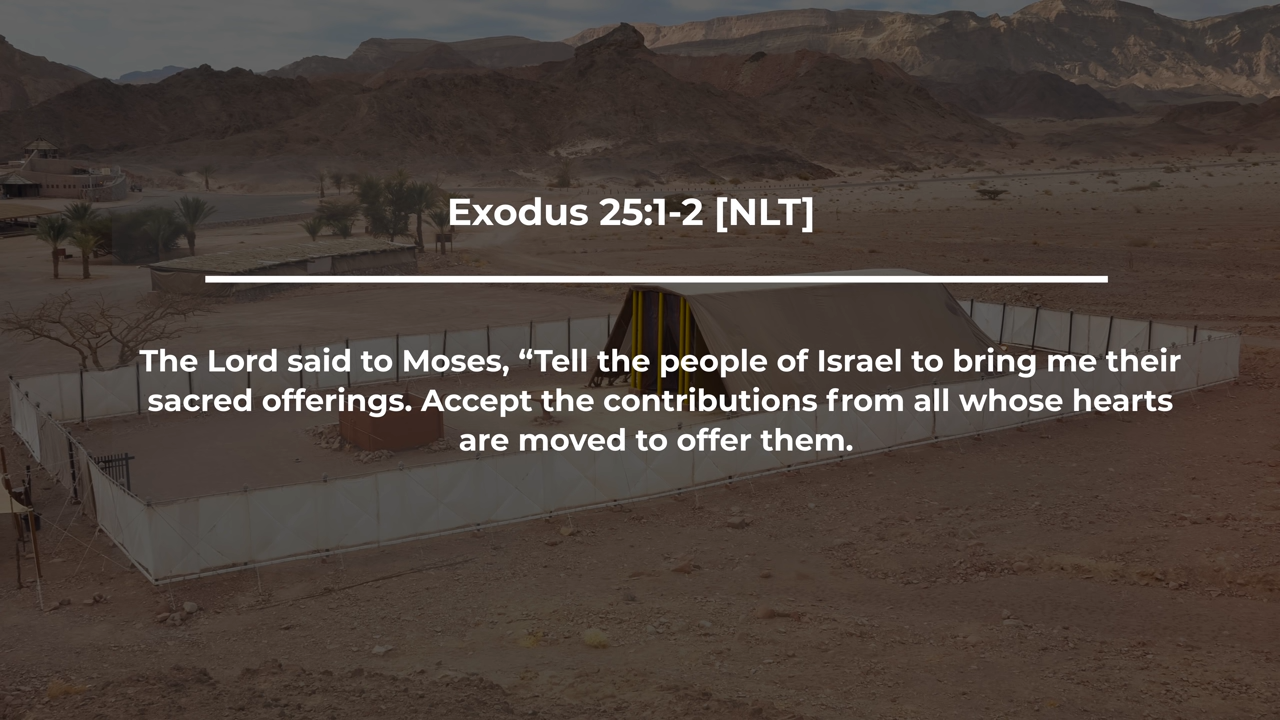 Exodus 25:1-2 [NLT]
The Lord said to Moses, “Tell the people of Israel to bring me their
sacred offerings. Accept the contributions from all whose hearts
are moved to offer them.